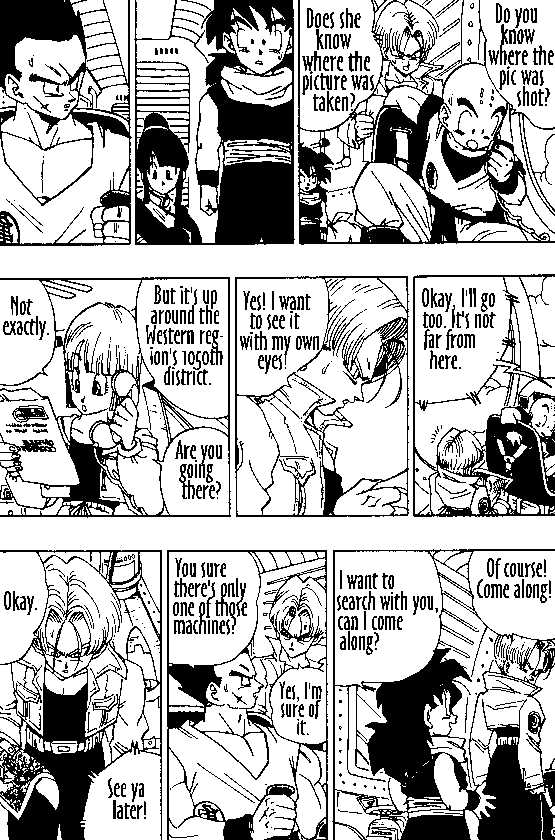 Does she
know
where the
picture was
taken?
Do you
know
where the
pic was
shot?
Not
exactly.
But it's up
around the
Western reg-
ion's 1050th
district.
Are you
going
there?
Yes! I want
to see it
with my own
eyes!
Okay, I'll go
too. It's not
far from
here.
Okay.
See ya
later!
You sure
there's only
one of those
machines?
Yes, I'm
sure of
it.
I want to
search with you,
can I come
along?
Of course!
Come along!